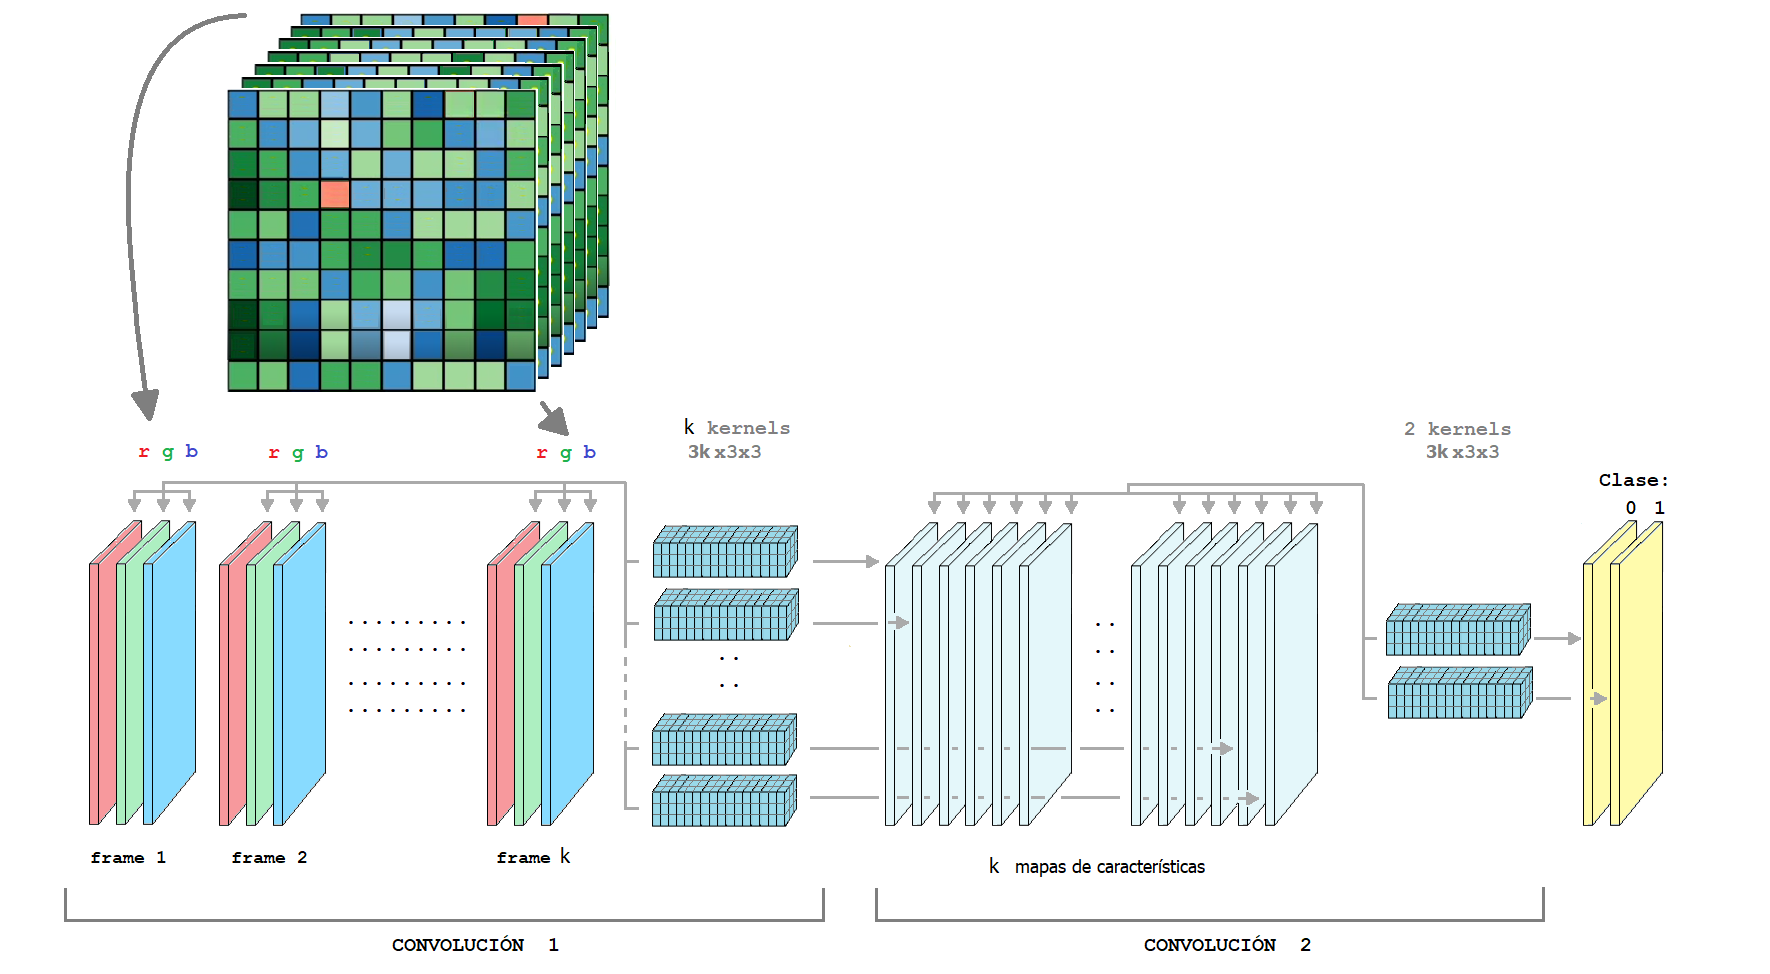 k kernels
3k x3x3
2 kernels
3k x3x3
r g b
r g b
r g b
Clase:
0 1
frame 1
frame 2
frame k
k mapas de característícas
CONVOLUCIÓN 1
CONVOLUCIÓN 2